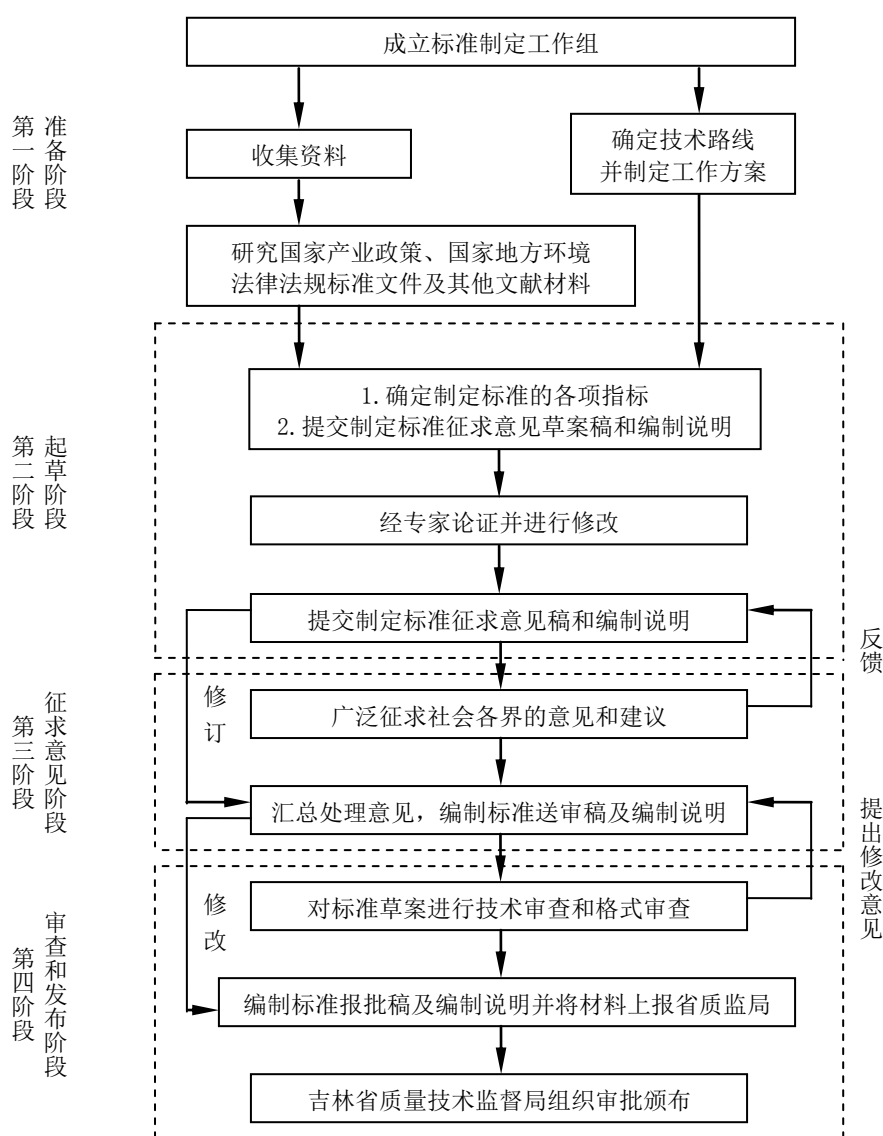 成立标准制定工作组
第一阶段
准备阶段
收集资料
确定技术路线
并制定工作方案
研究国家产业政策、国家地方环境
法律法规标准文件及其他文献材料
第二阶段
起草阶段
1.确定制定标准的各项指标
2.提交制定标准征求意见草案稿和编制说明
经专家论证并进行修改
提交制定标准征求意见稿和编制说明
反馈
第三阶段
征求意见阶段
修订
广泛征求社会各界的意见和建议
汇总处理意见，编制标准送审稿及编制说明
提出修改意见
第四阶段
审查和发布阶段
修改
对标准草案进行技术审查和格式审查
编制标准报批稿及编制说明并将材料上报省质监局
吉林省质量技术监督局组织审批颁布